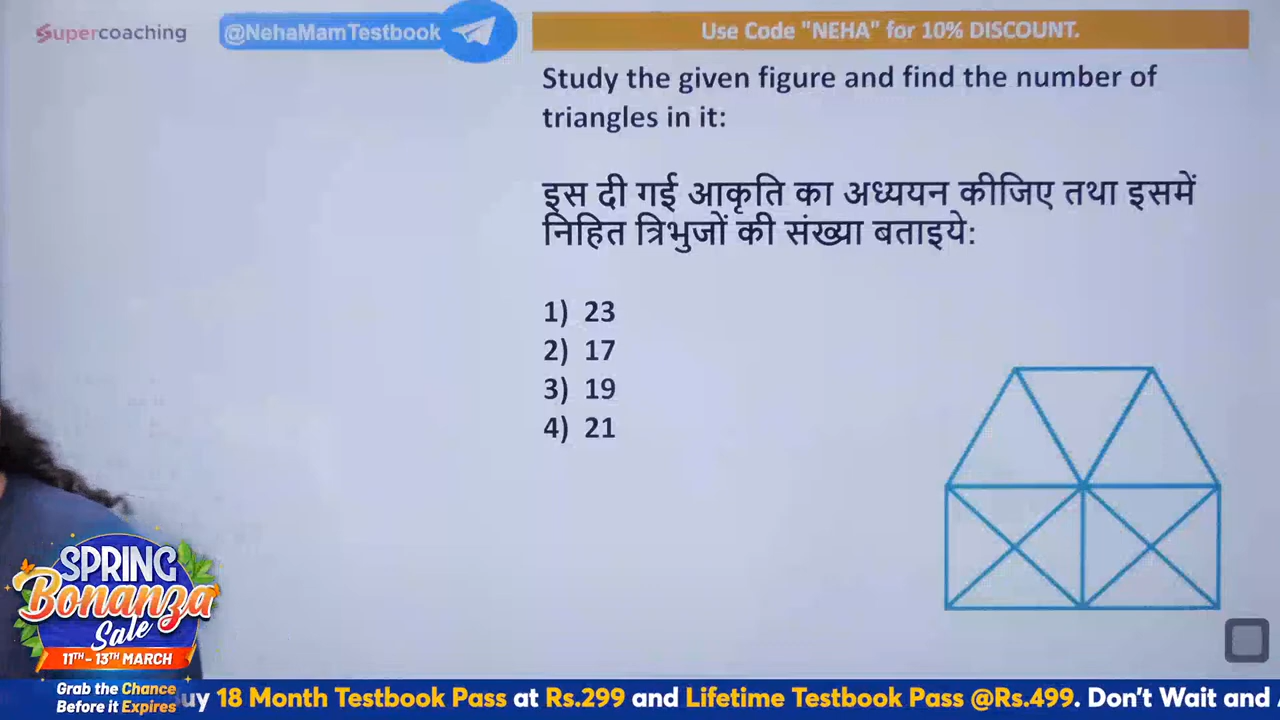 Supercoaching
@NehaMamTestbook
Use Code "NEHA" for 10% DISCOUNT.
Study the given figure and find the number of
triangles in it:
इस दी गई आकृति का अध्ययन कीजिए तथा इसमें
निहित त्रिभुजों की संख्या बताइये:
1) 23
2) 17
3) 19
4) 21
SPRING
Bonanza
Sale
11TH - 13TH MARCH
Grab the Chance
Before it Expires
uy 18 Month Testbook Pass at Rs.299 and Lifetime Testbook Pass @Rs.499. Don't Wait and